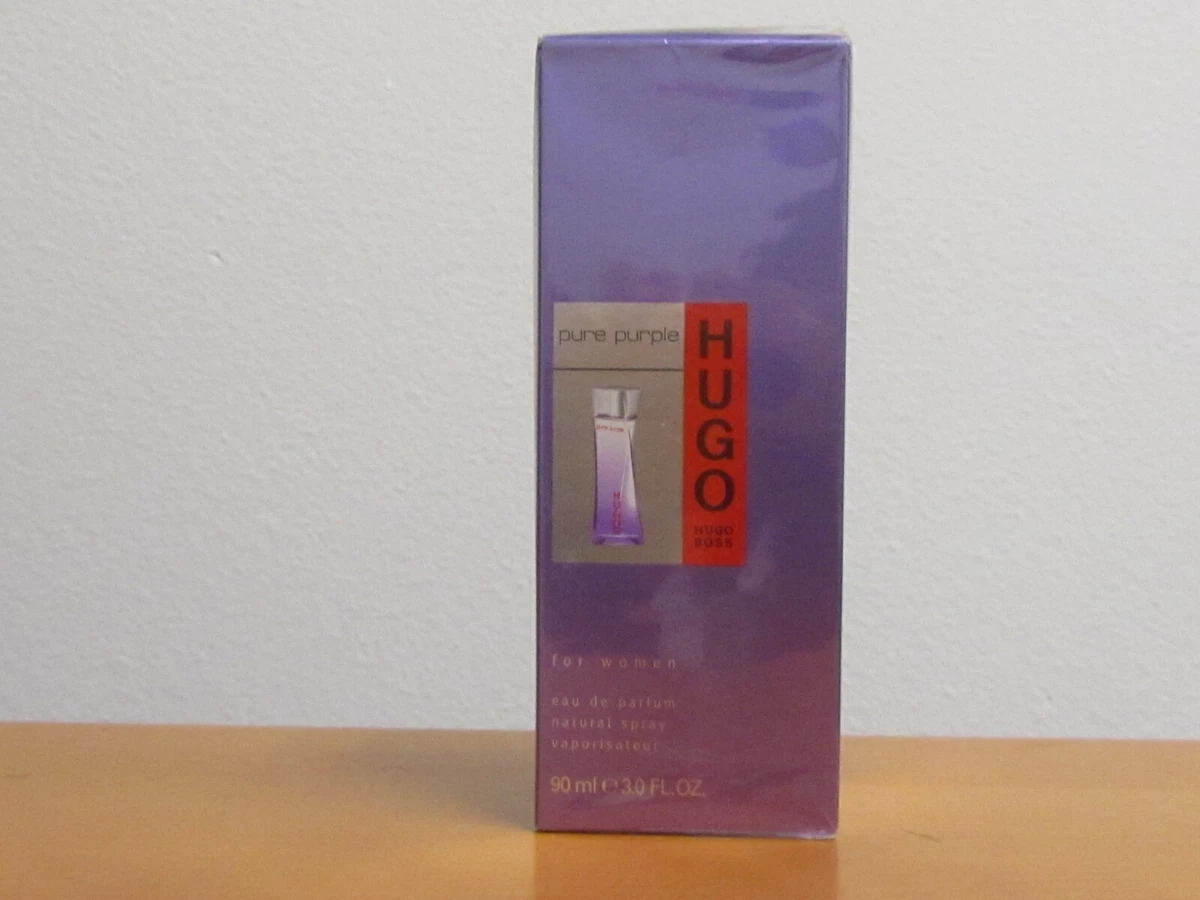 pure purple
HUGO
HUGO
BOSS
HUGO
for women
eau de parfum
natural spray
vaporisateur
90 ml e 3.0 FL.OZ.